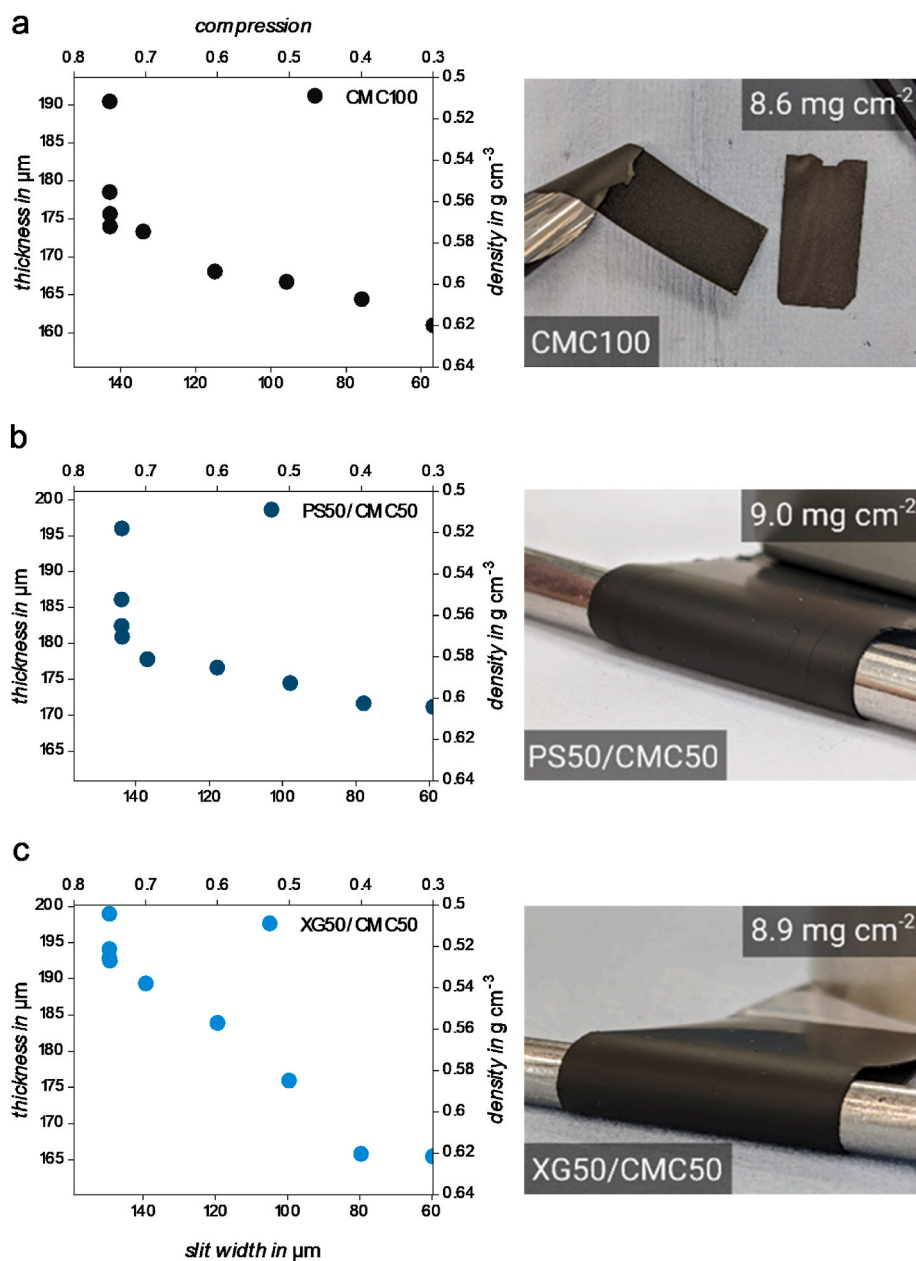 a
compression
0.8 0.7 0.6 0.5 0.4 0.3
190
185
180
175
170
165
160
thickness in µm
CMC100
0.5
0.52
0.54
0.56
0.58
0.6
0.62
0.64
density in g cm⁻³
140 120 100 80 60
8.6 mg cm⁻²
CMC100
b
0.8 0.7 0.6 0.5 0.4 0.3
200
195
190
185
180
175
170
165
thickness in µm
PS50/CMC50
0.5
0.52
0.54
0.56
0.58
0.6
0.62
0.64
density in g cm⁻³
140 120 100 80 60
9.0 mg cm⁻²
PS50/CMC50
c
0.8 0.7 0.6 0.5 0.4 0.3
200
195
190
185
180
175
170
165
thickness in µm
XG50/CMC50
0.5
0.52
0.54
0.56
0.58
0.6
0.62
0.64
density in g cm⁻³
140 120 100 80 60
slit width in µm
8.9 mg cm⁻²
XG50/CMC50